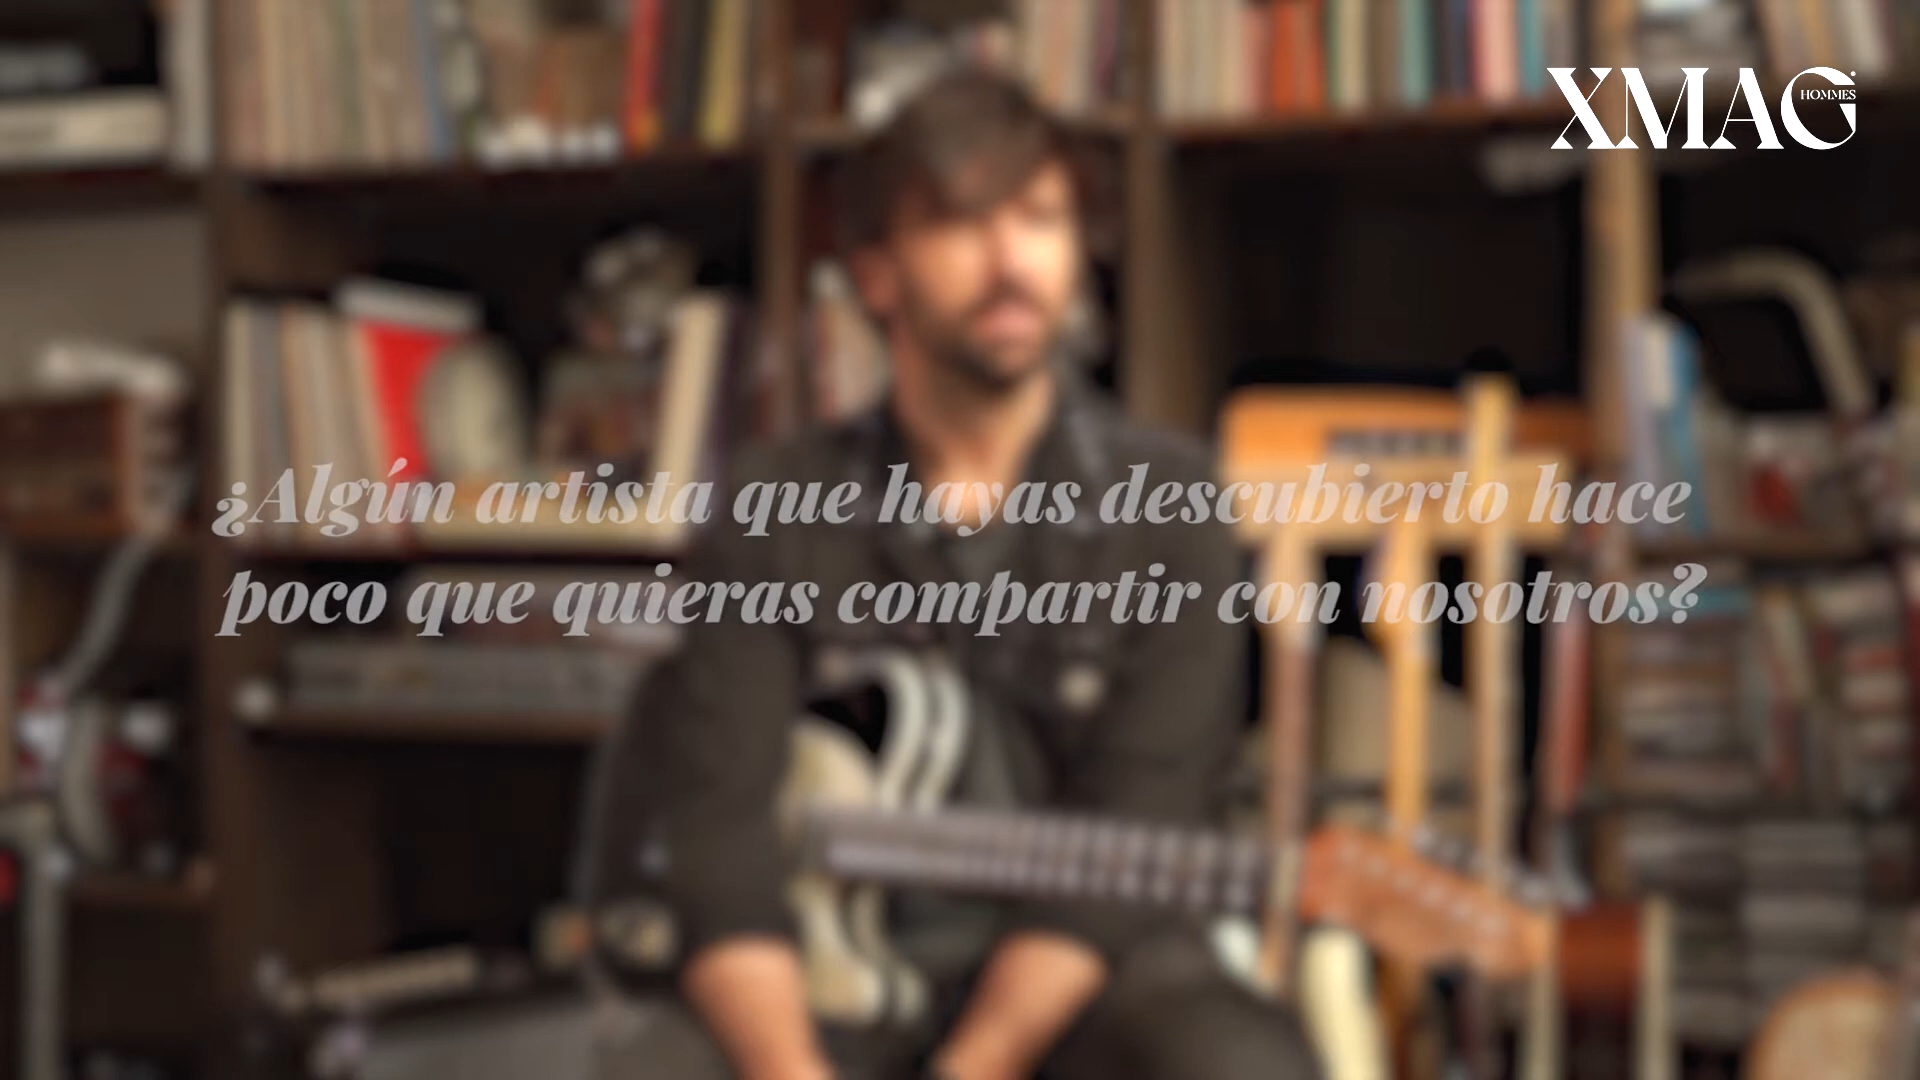 XMAG
HOMMES
¿Algún artista que hayas descubierto hace
poco que quieras compartir con nosotros?